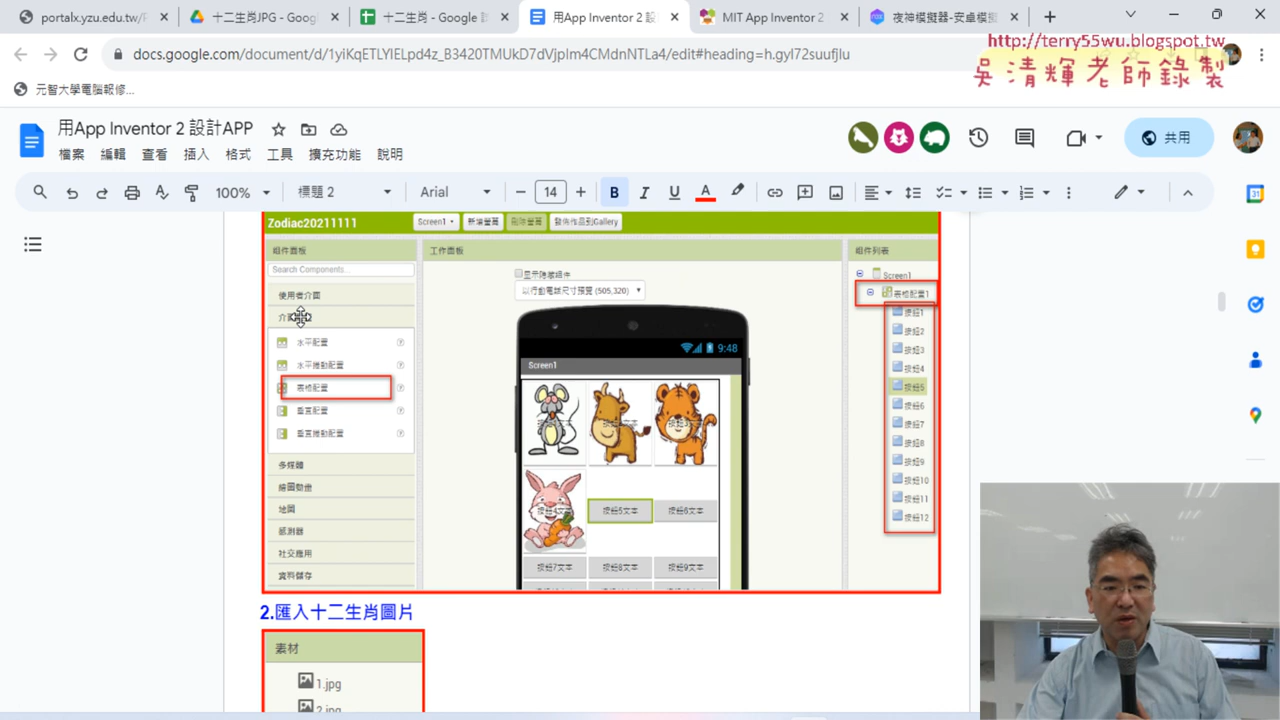 portalx.yzu.edu.tw/F
十二生肖JPG - Googl
十二生肖 - Google 試
用App Inventor 2 設
MIT App Inventor 2
夜神模擬器-安卓模擬
docs.google.com/document/d/1yiKqETLYlELpd4z_B3420TMUkD7dVjplm4CMdnNTLa4/edit#heading=h.gyl72suufjlu
http://terry55wu.blogspot.tw
吳清輝老師錄製
元智大學電腦報修...
用App Inventor 2 設計APP
檔案 編輯 查看 插入 格式 工具 擴充功能 說明
共用
100% 標題 2 Arial 14 B I U A
Zodiac20211111
Screen1 新增螢幕 刪除螢幕 發佈作品到Gallery
組件面板
工作面板
組件列表
Search Components...
顯示隱藏組件
以行動電話尺寸預覽 (505,320)
使用者介面
水平配置
水平捲動配置
表格配置
垂直配置
垂直捲動配置
多媒體
繪圖動畫
地圖
感測器
社交應用
資料儲存
9:48
Screen1
按鈕5文本
按鈕6文本
按鈕7文本
按鈕8文本
按鈕9文本
Screen1
表格配置1
按鈕1
按鈕2
按鈕3
按鈕4
按鈕5
按鈕6
按鈕7
按鈕8
按鈕9
按鈕10
按鈕11
按鈕12
2.匯入十二生肖圖片
素材
1.jpg
2.jpg